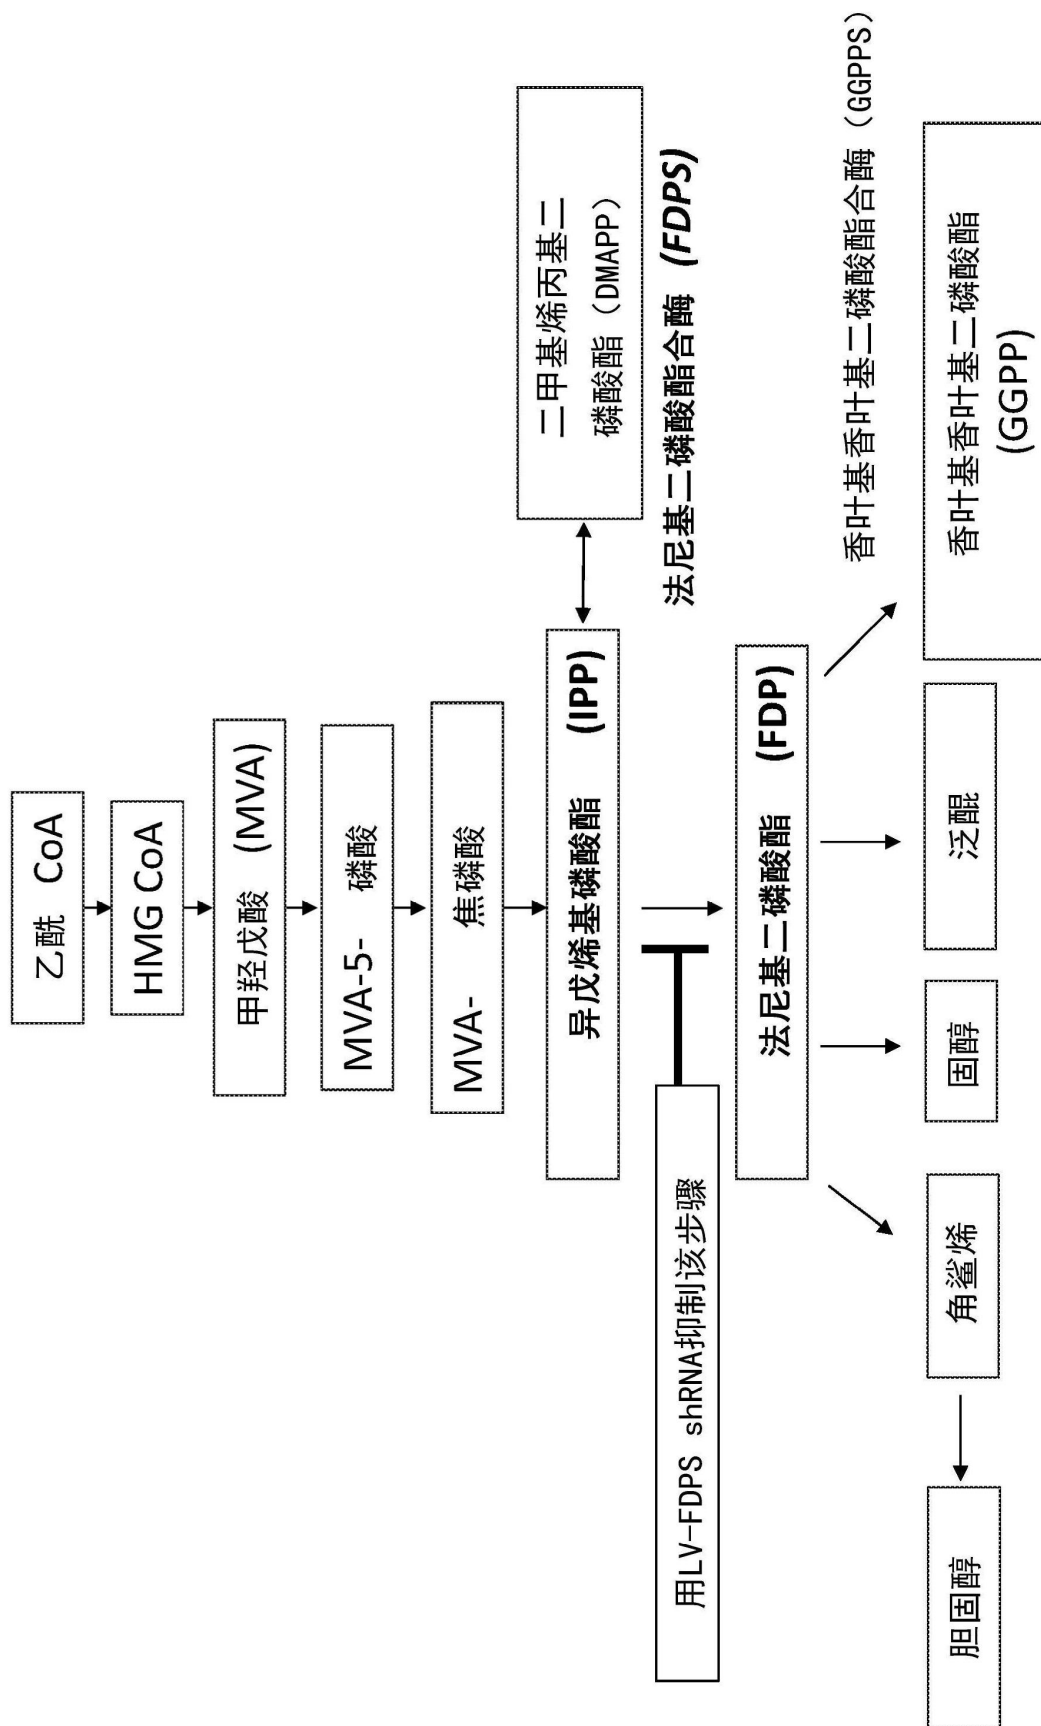 乙酰 CoA
HMG CoA
甲羟戊酸 (MVA)
MVA-5- 磷酸
MVA- 焦磷酸
异戊烯基磷酸酯 (IPP)
二甲基烯丙基二
磷酸酯（DMAPP）
法尼基二磷酸酯合酶 (FDPS)
用LV-FDPS shRNA抑制该步骤
法尼基二磷酸酯 (FDP)
香叶基香叶基二磷酸酯合酶（GGPPS）
胆固醇
角鲨烯
固醇
泛醌
香叶基香叶基二磷酸酯
(GGPP)